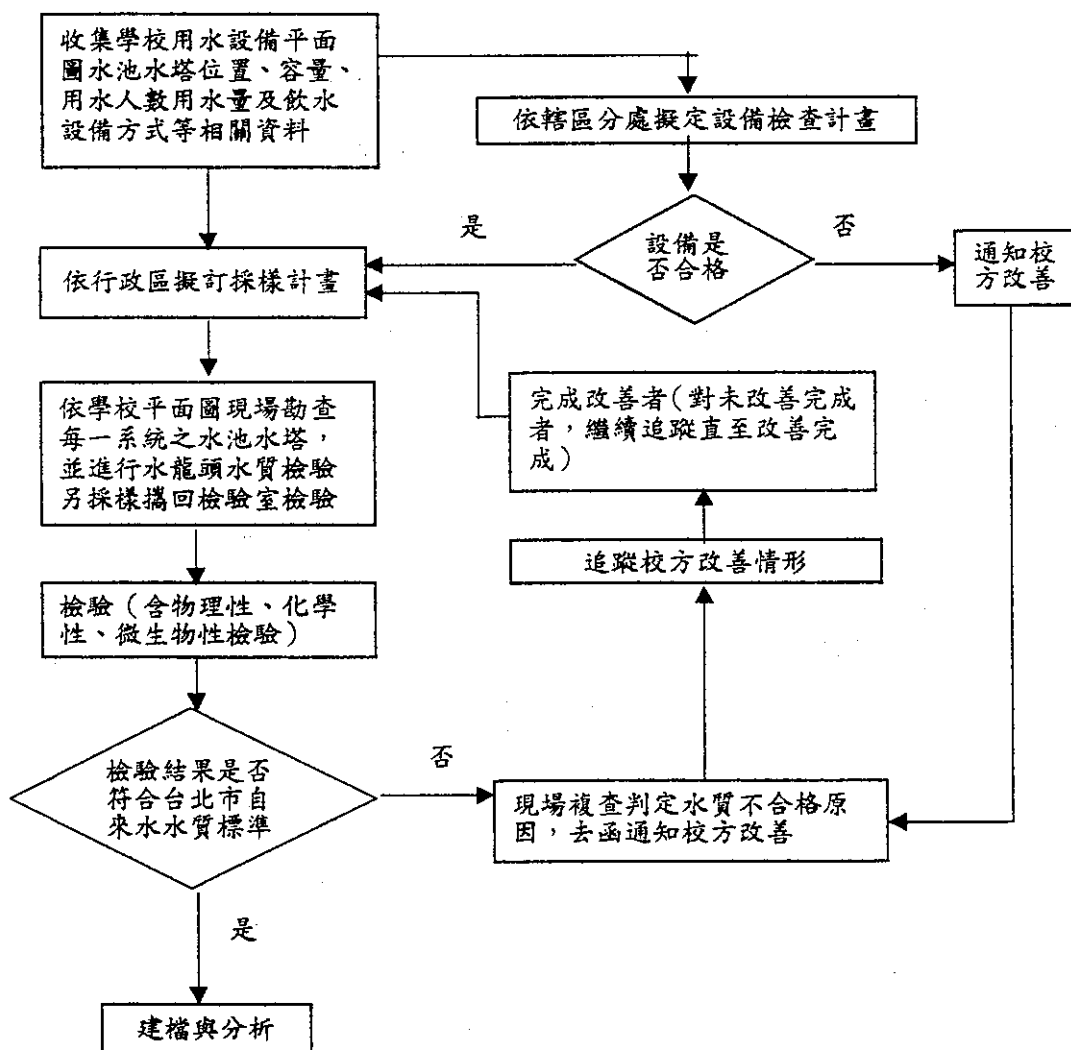 收集學校用水設備平面
圖水池水塔位置、容量、
用水人數用水量及飲水
設備方式等相關資料
依轄區分處擬定設備檢查計畫
是
設備是
否合格
否
通知校
方改善
依行政區擬訂採樣計畫
依學校平面圖現場勘查
每一系統之水池水塔，
並進行水龍頭水質檢驗
另採樣攜回檢驗室檢驗
完成改善者（對未改善完成
者，繼續追蹤直至改善完
成）
追蹤校方改善情形
檢驗（含物理性、化學
性、微生物性檢驗）
檢驗結果是否
符合台北市自
來水水質標準
否
現場複查判定水質不合格原
因，去函通知校方改善
是
建檔與分析